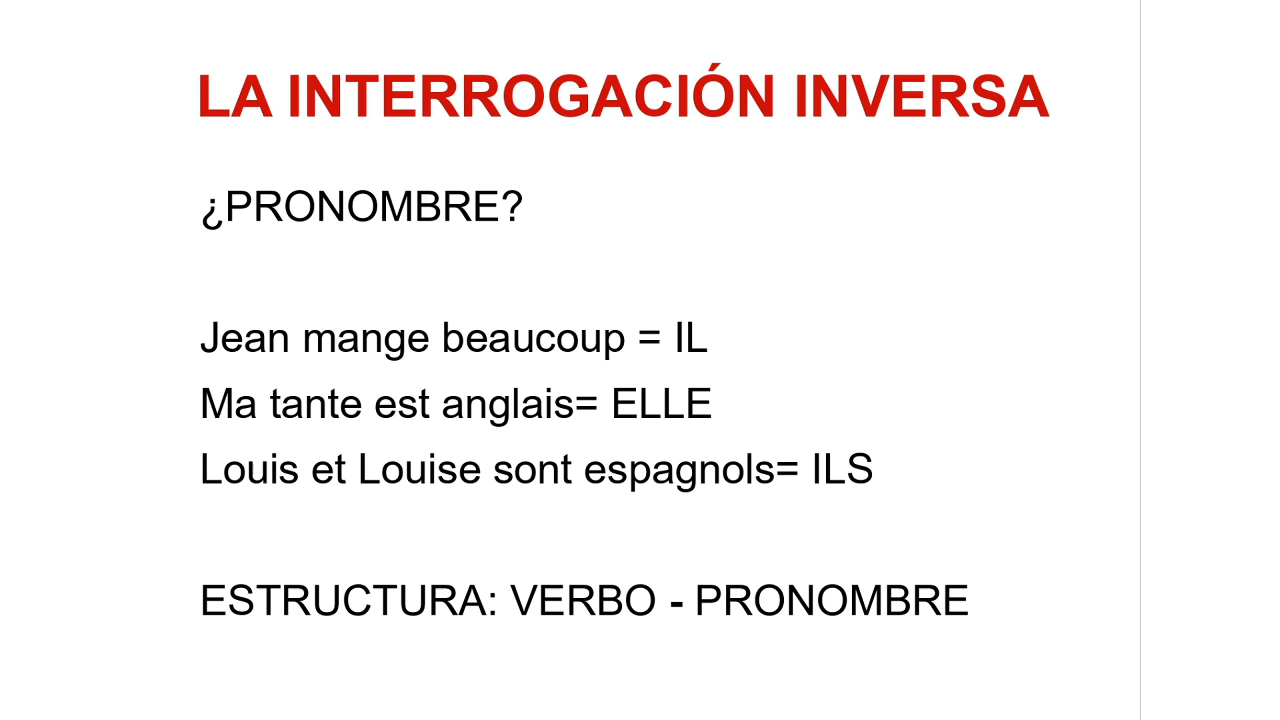 LA INTERROGACIÓN INVERSA
¿PRONOMBRE?
Jean mange beaucoup = IL
Ma tante est anglais= ELLE
Louis et Louise sont espagnols= ILS
ESTRUCTURA: VERBO - PRONOMBRE